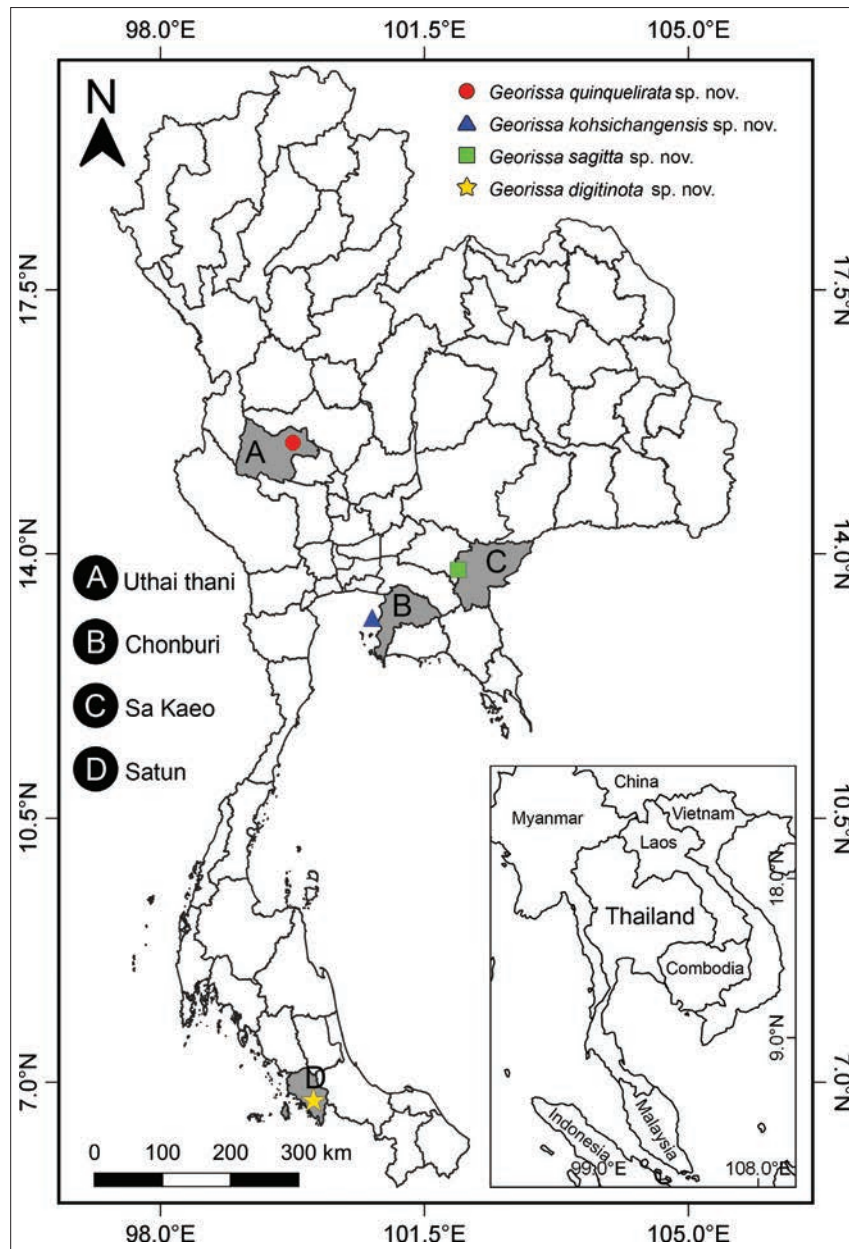 98.0°E 101.5°E 105.0°E
N
Georissa quinquelirata sp. nov.
Georissa kohsichangensis sp. nov.
Georissa sagitta sp. nov.
Georissa digitinota sp. nov.
17.5°N 17.5°N
A
14.0°N 14.0°N
C
B
A Uthai thani
B Chonburi
C Sa Kaeo
D Satun
10.5°N 10.5°N
China
Myanmar
Vietnam
Laos
18.0°N
Thailand
Combodia
9.0°N
Malaysia
Indonesia
99.0°E 108.0°E
7.0°N 7.0°N
D
0 100 200 300 km
98.0°E 101.5°E 105.0°E